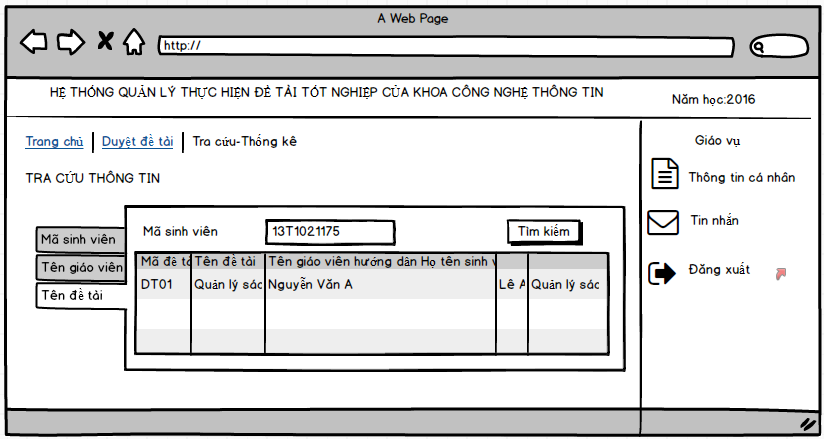 A Web Page
http://
HỆ THỐNG QUẢN LÝ THỰC HIỆN ĐỀ TÀI TỐT NGHIỆP CỦA KHOA CÔNG NGHỆ THÔNG TIN
Năm học:2016
Trang chủ Duyệt đề tài Tra cứu-Thống kê
Giáo vụ
TRA CỨU THÔNG TIN
Thông tin cá nhân
Tin nhắn
Đăng xuất
Mã sinh viên
Tên giáo viên
Tên đề tài
Mã sinh viên 13T1021175 Tìm kiếm
Mã đề tà Tên đề tài Tên giáo viên hướng dẫn Họ tên sinh v
DT01 Quản lý sác Nguyễn Văn A Lê A Quản lý sác